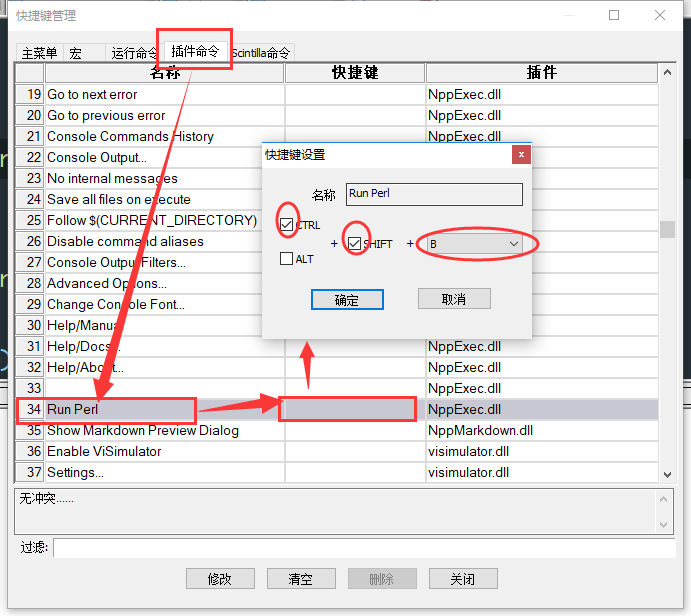 快捷键管理
主菜单 宏 运行命令 插件命令 Scintilla命令
名称 快捷键 插件
19 Go to next error NppExec.dll
20 Go to previous error NppExec.dll
21 Console Commands History NppExec.dll
22 Console Output...
23 No internal messages
24 Save all files on execute
25 Follow $(CURRENT_DIRECTORY)
26 Disable command aliases
27 Console Output Filters...
28 Advanced Options...
29 Change Console Font...
30 Help/Manual
31 Help/Docs... NppExec.dll
32 Help/About... NppExec.dll
33 NppExec.dll
34 Run Perl NppExec.dll
35 Show Markdown Preview Dialog NppMarkdown.dll
36 Enable ViSimulator visimulator.dll
37 Settings... visimulator.dll
快捷键设置
名称 Run Perl
CTRL
+ SHIFT + B
ALT
确定 取消
无冲突......
过滤:
修改 清空 删除 关闭